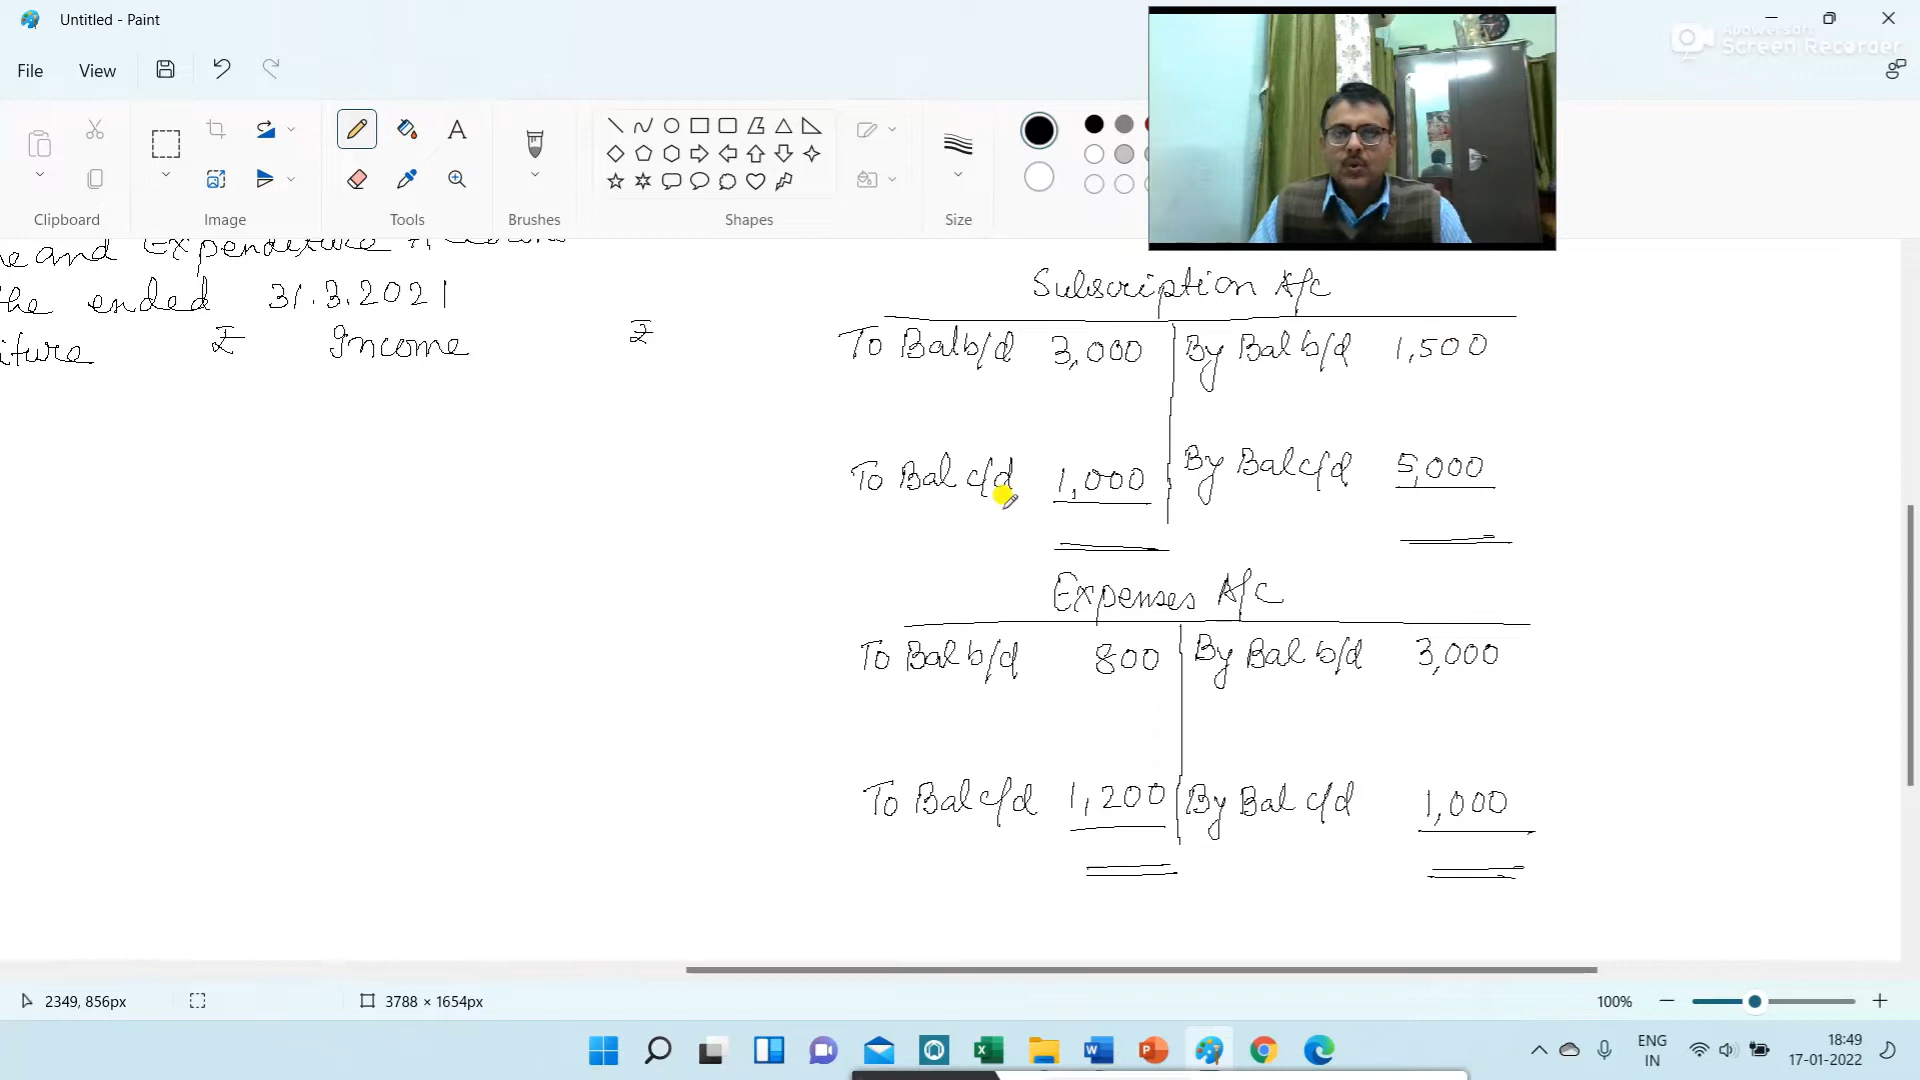 Untitled - Paint
Apowersoft
Screen Recorder
File
View
Clipboard
Image
Tools
Brushes
Shapes
Size
and Expenditure
ended 31.3.2021
₹ Income ₹
Subscription A/c
To Bal b/d 3,000 By Bal b/d 1,500
To Bal c/d 1,000 By Bal c/d 5,000
Expenses A/c
To Bal b/d 800 By Bal b/d 3,000
To Bal c/d 1,200 By Bal c/d 1,000
2349, 856px
3788 × 1654px
100%
ENG
IN
18:49
17-01-2022